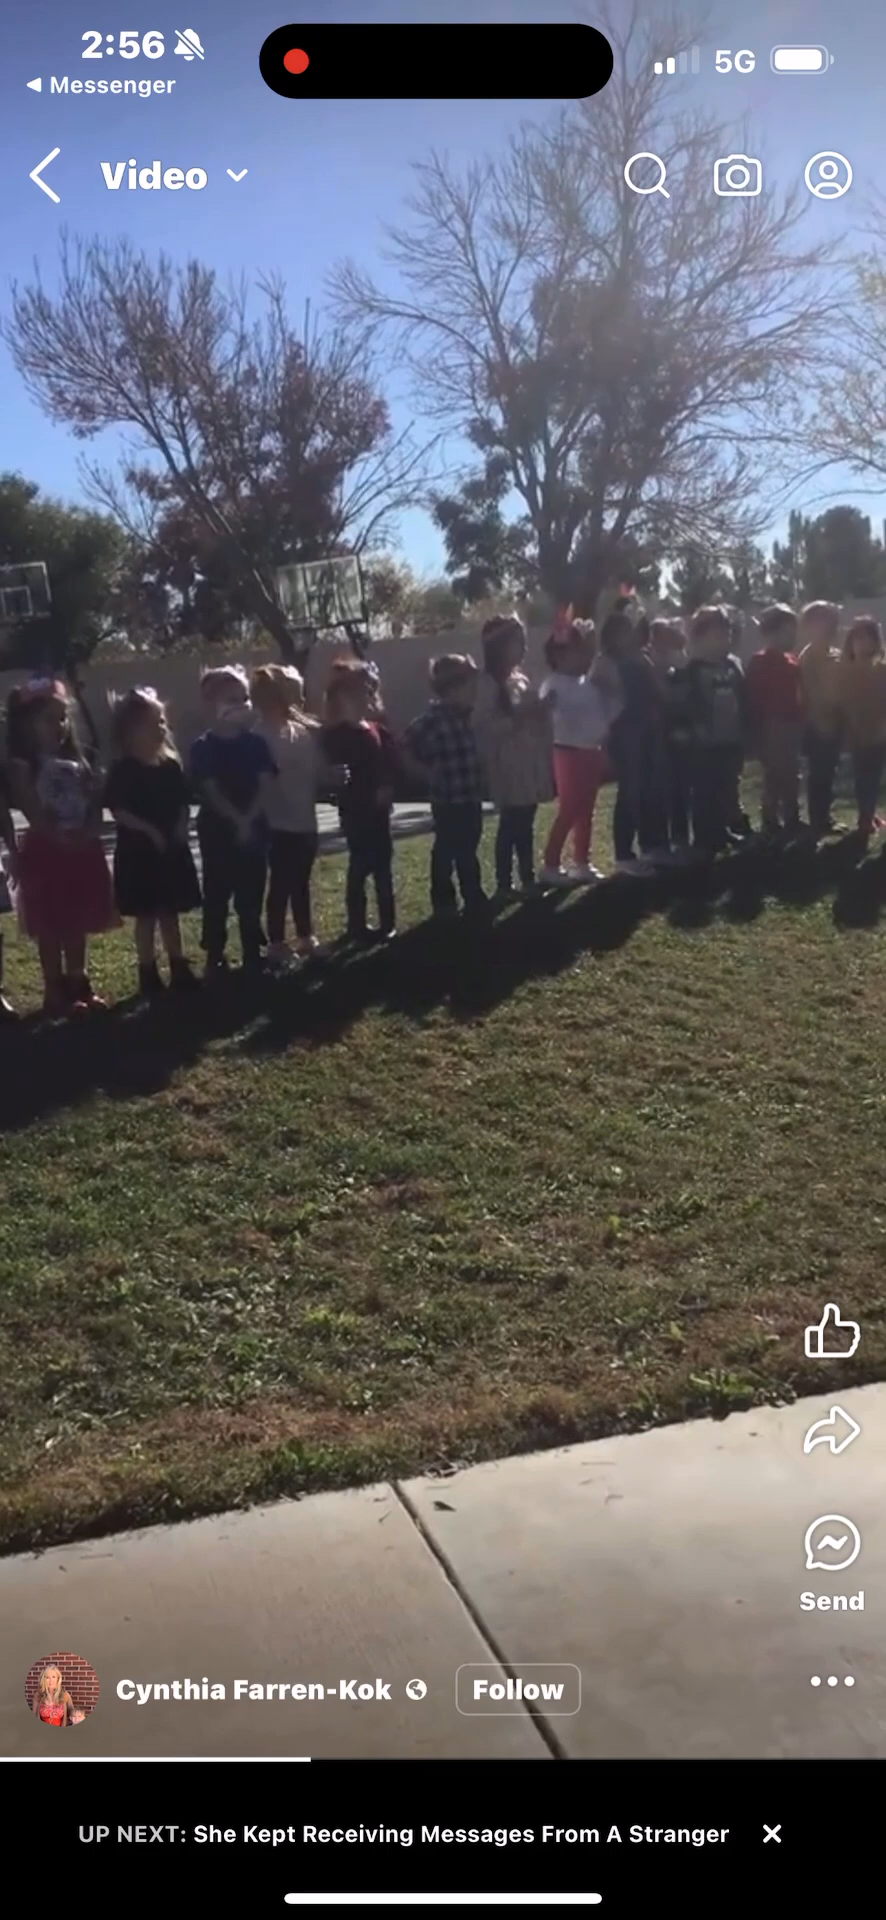 2:56
5G
Messenger
Video
Send
Cynthia Farren-Kok
Follow
UP NEXT: She Kept Receiving Messages From A Stranger